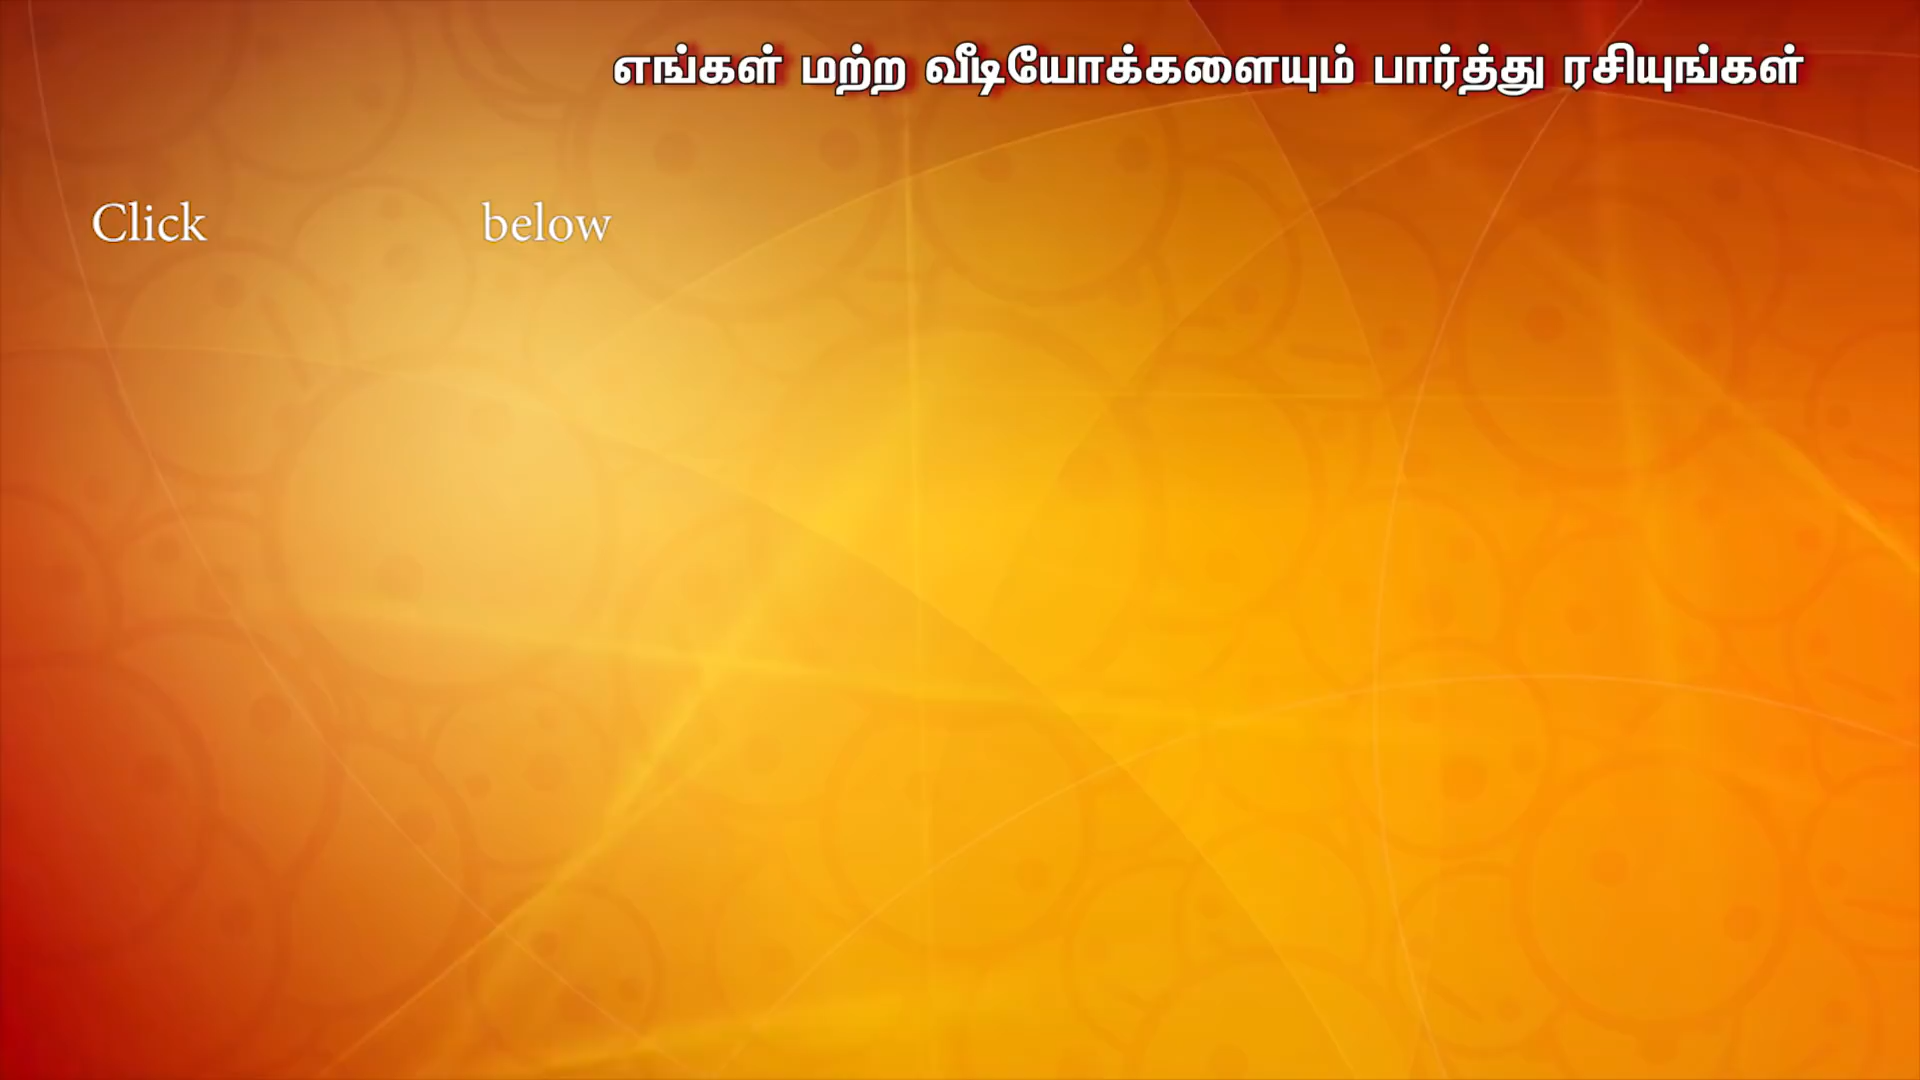 எங்கள் மற்ற வீடியோக்களையும் பார்த்து ரசியுங்கள்
Click below